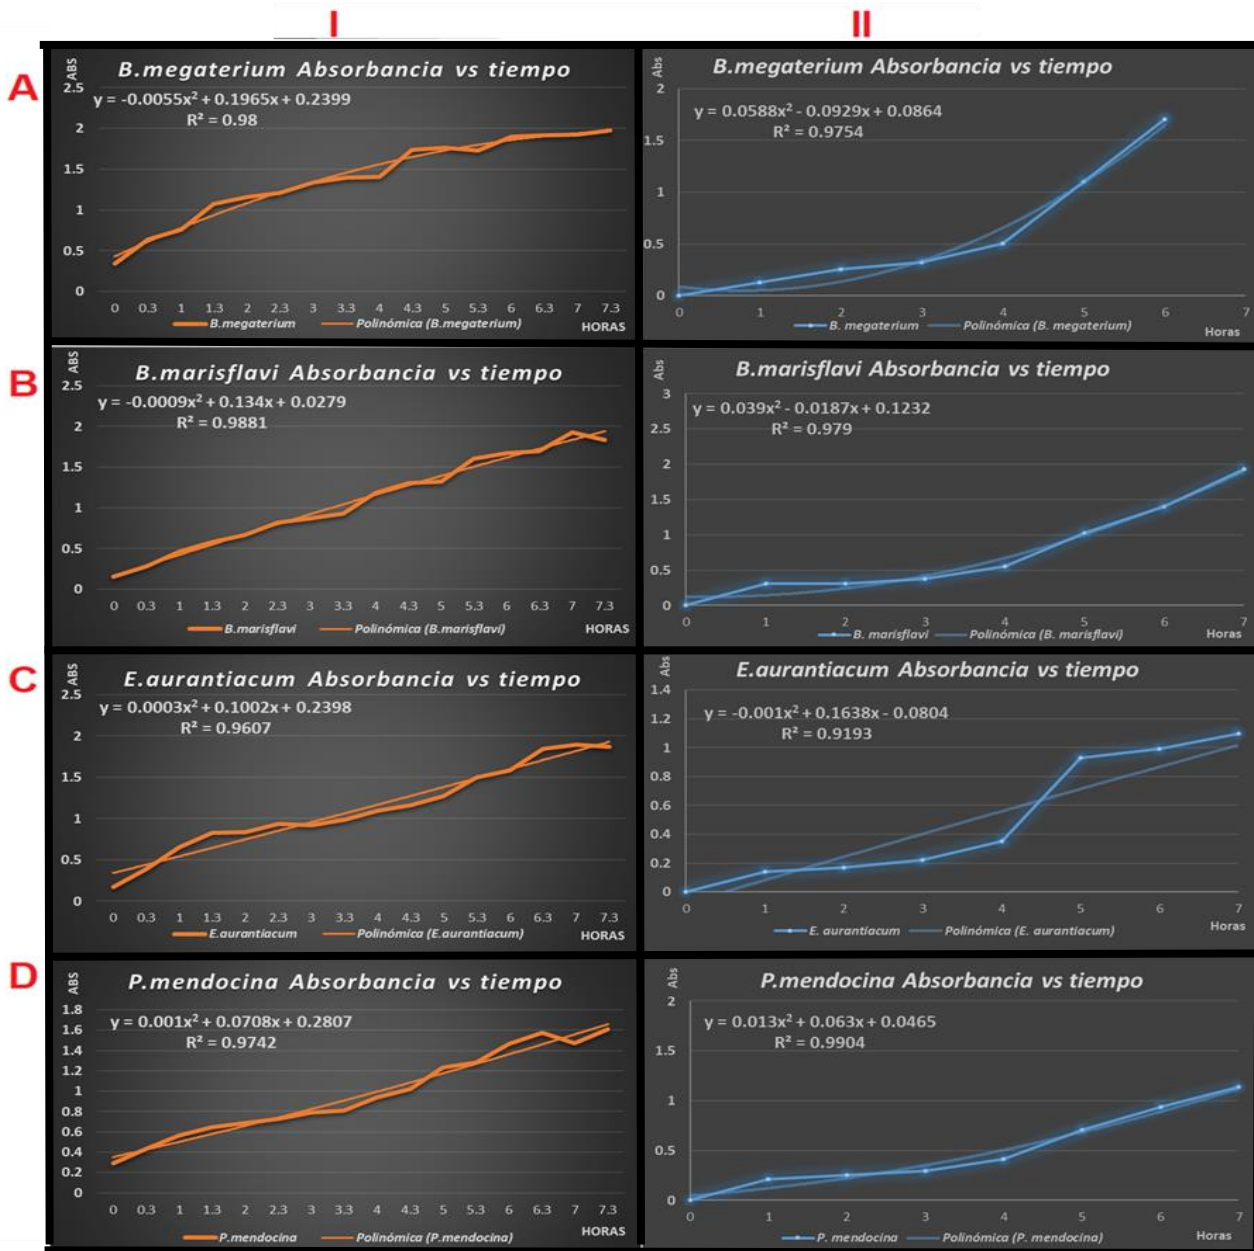 I
II
A
ABS
B.megaterium Absorbancia vs tiempo
y = -0.0055x² + 0.1965x + 0.2399
R² = 0.98
2.5
2
1.5
1
0.5
0
0 0.3 1 1.3 2 2.3 3 3.3 4 4.3 5 5.3 6 6.3 7 7.3
B.megaterium Polinómica (B.megaterium) HORAS
Abs
B.megaterium Absorbancia vs tiempo
y = 0.0588x² - 0.0929x + 0.0864
R² = 0.9754
2
1.5
1
0.5
0
0 1 2 3 4 5 6 7
B. megaterium Polinómica (B. megaterium) Horas
B
ABS
B.marisflavi Absorbancia vs tiempo
y = -0.0009x² + 0.134x + 0.0279
R² = 0.9881
2.5
2
1.5
1
0.5
0
0 0.3 1 1.3 2 2.3 3 3.3 4 4.3 5 5.3 6 6.3 7 7.3
B.marisflavi Polinómica (B.marisflavi) HORAS
Abs
B.marisflavi Absorbancia vs tiempo
y = 0.039x² - 0.0187x + 0.1232
R² = 0.979
3
2.5
2
1.5
1
0.5
0
0 1 2 3 4 5 6 7
B. marisflavi Polinómica (B. marisflavi) Horas
C
ABS
E.aurantiacum Absorbancia vs tiempo
y = 0.0003x² + 0.1002x + 0.2398
R² = 0.9607
2.5
2
1.5
1
0.5
0
0 0.3 1 1.3 2 2.3 3 3.3 4 4.3 5 5.3 6 6.3 7 7.3
E.aurantiacum Polinómica (E.aurantiacum) HORAS
Abs
E.aurantiacum Absorbancia vs tiempo
y = -0.001x² + 0.1638x - 0.0804
R² = 0.9193
1.4
1.2
1
0.8
0.6
0.4
0.2
0
0 1 2 3 4 5 6 7
E. aurantiacum Polinómica (E. aurantiacum) Horas
D
ABS
P.mendocina Absorbancia vs tiempo
y = 0.001x² + 0.0708x + 0.2807
R² = 0.9742
1.8
1.6
1.4
1.2
1
0.8
0.6
0.4
0.2
0
0 0.3 1 1.3 2 2.3 3 3.3 4 4.3 5 5.3 6 6.3 7 7.3
P.mendocina Polinómica (P.mendocina) HORAS
Abs
P.mendocina Absorbancia vs tiempo
y = 0.013x² + 0.063x + 0.0465
R² = 0.9904
2
1.5
1
0.5
0
0 1 2 3 4 5 6 7
P. mendocina Polinómica (P. mendocina) Horas